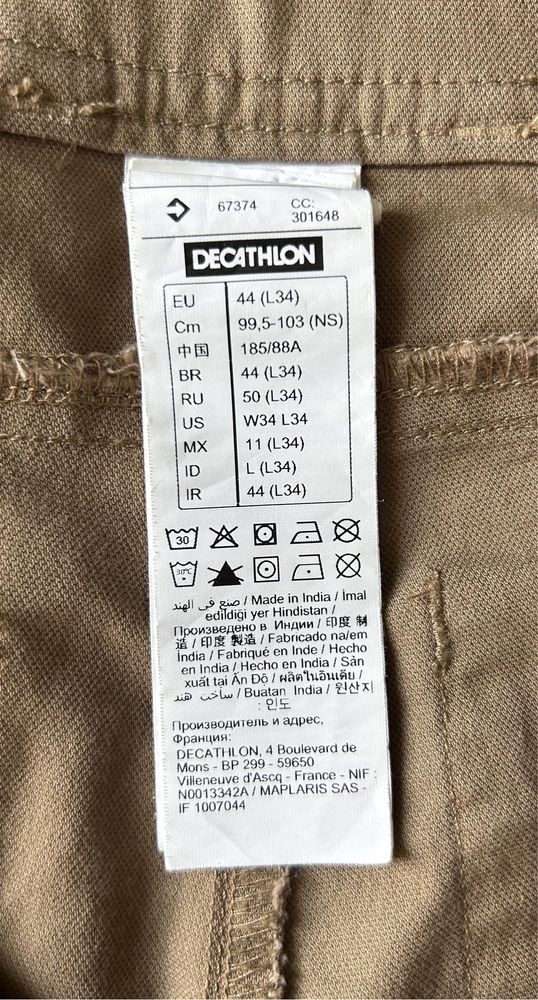 67374 CC:
301648
DECATHLON
EU 44 (L34)
Cm 99,5-103 (NS)
中国 185/88A
BR 44 (L34)
RU 50 (L34)
US W34 L34
MX 11 (L34)
ID L (L34)
IR 44 (L34)
30
30°C
صنع في الهند / Made in India / İmal
edildiği yer Hindistan /
Произведено в Индии / 印度 制
造 / 印度 製造 / Fabricado na/em
Índia / Fabriqué en Inde / Hecho
en India / Hecho en India / Sản
xuất tại Ấn Độ / ผลิตในอินเดีย /
ساخت هند / Buatan India / 원산지
: 인도
Производитель и адрес,
Франция:
DECATHLON, 4 Boulevard de
Mons - BP 299 - 59650
Villeneuve d'Ascq - France - NIF :
N0013342A / MAPLARIS SAS -
IF 1007044